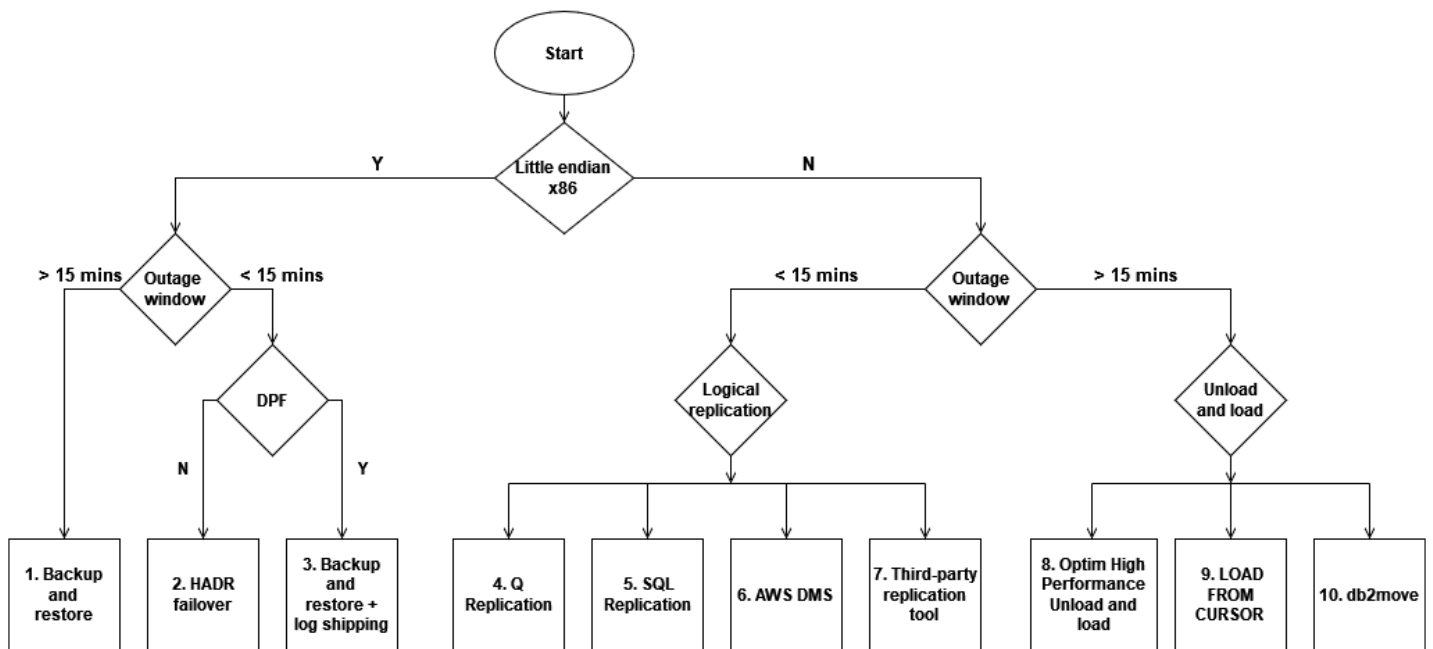 Start
Little endian
x86
Y
N
> 15 mins
Outage
window
< 15 mins
< 15 mins
Outage
window
> 15 mins
DPF
Logical
replication
Unload
and load
N
Y
1. Backup
and
restore
2. HADR
failover
3. Backup
and
restore +
log shipping
4. Q
Replication
5. SQL
Replication
6. AWS DMS
7. Third-party
replication
tool
8. Optim High
Performance
Unload and
load
9. LOAD
FROM
CURSOR
10. db2move